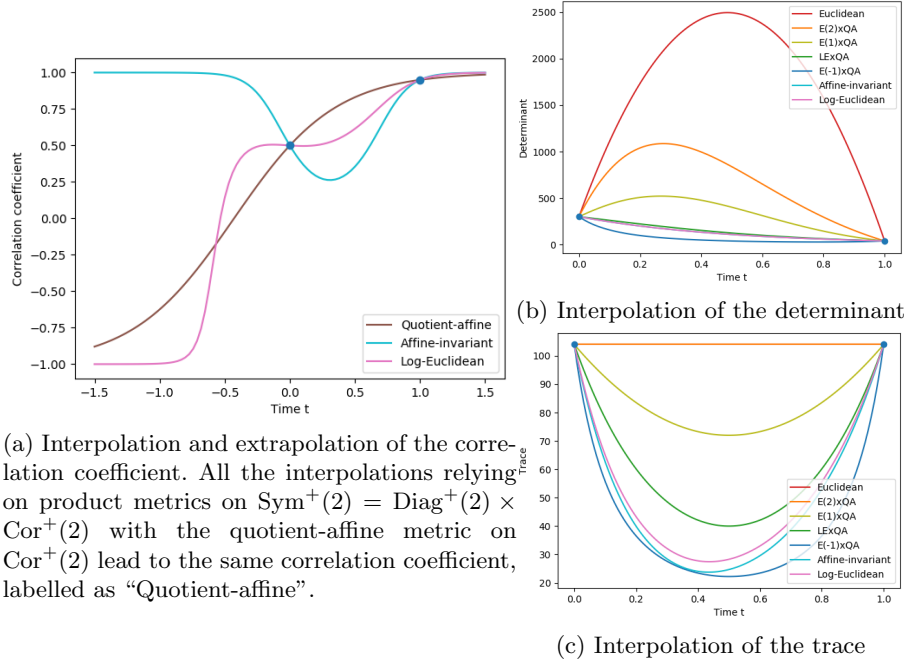 1.00
0.75
0.50
0.25
0.00
−0.25
−0.50
−0.75
−1.00
Correlation coefficient
−1.5 −1.0 −0.5 0.0 0.5 1.0 1.5
Time t
Quotient-affine
Affine-invariant
Log-Euclidean
(a) Interpolation and extrapolation of the corre-
lation coefficient. All the interpolations relying
on product metrics on Sym⁺(2) = Diag⁺(2) ×
Cor⁺(2) with the quotient-affine metric on
Cor⁺(2) lead to the same correlation coefficient,
labelled as “Quotient-affine”.
2500
2000
1500
1000
500
0
Determinant
0.0 0.2 0.4 0.6 0.8 1.0
Time t
Euclidean
E(2)xQA
E(1)xQA
LExQA
E(-1)xQA
Affine-invariant
Log-Euclidean
(b) Interpolation of the determinant
100
90
80
70
60
50
40
30
20
Trace
0.0 0.2 0.4 0.6 0.8 1.0
Time t
Euclidean
E(2)xQA
E(1)xQA
LExQA
E(-1)xQA
Affine-invariant
Log-Euclidean
(c) Interpolation of the trace